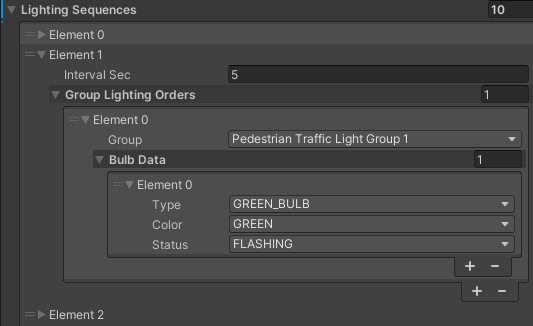 Lighting Sequences 10
Element 0
Element 1
Interval Sec 5
Group Lighting Orders 1
Element 0
Group Pedestrian Traffic Light Group 1
Bulb Data 1
Element 0
Type GREEN_BULB
Color GREEN
Status FLASHING
+ −
+ −
Element 2